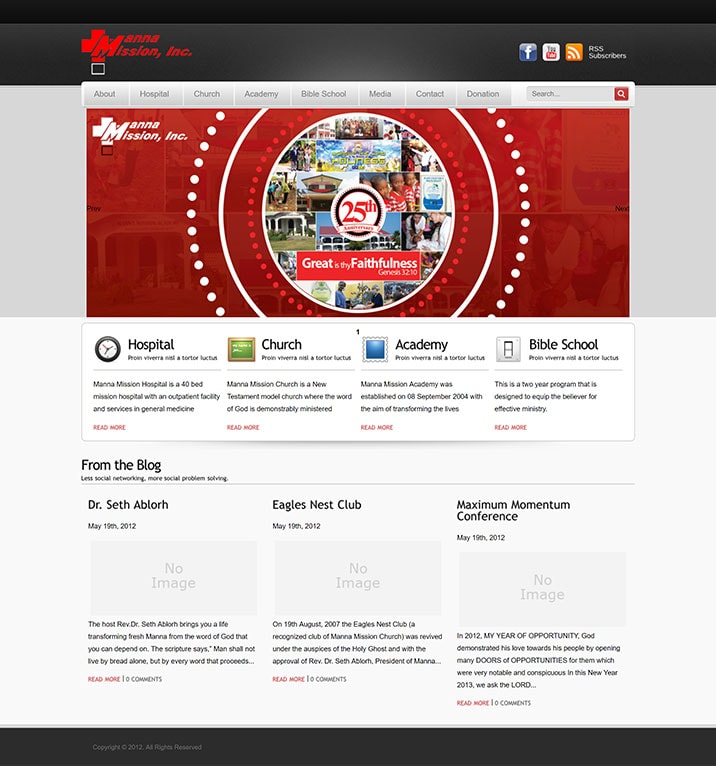 Manna
Mission, Inc.
You
Tube
RSS
Subscribers
About
Hospital
Church
Academy
Bible School
Media
Contact
Donation
Search...
Manna
Mission, Inc.
Prev
Next
HOLINESS
25th
Anniversary
Great is thy Faithfulness
Genesis 32:10
1
Hospital
Proin viverra nisl a tortor luctus
Manna Mission Hospital is a 40 bed
mission hospital with an outpatient facility
and services in general medicine
READ MORE
Church
Proin viverra nisl a tortor luctus
Manna Mission Church is a New
Testament model church where the word
of God is demonstrably ministered
READ MORE
Academy
Proin viverra nisl a tortor luctus
Manna Mission Academy was
established on 08 September 2004 with
the aim of transforming the lives
READ MORE
Bible School
Proin viverra nisl a tortor luctus
This is a two year program that is
designed to equip the believer for
effective ministry.
READ MORE
From the Blog
Less social networking, more social problem solving.
Dr. Seth Ablorh
May 19th, 2012
No
Image
The host Rev.Dr. Seth Ablorh brings you a life
transforming fresh Manna from the word of God that
you can depend on. The scripture says," Man shall not
live by bread alone, but by every word that proceeds...
READ MORE | 0 COMMENTS
Eagles Nest Club
May 19th, 2012
No
Image
On 19th August, 2007 the Eagles Nest Club (a
recognized club of Manna Mission Church) was revived
under the auspices of the Holy Ghost and with the
approval of Rev. Dr. Seth Ablorh, President of Manna...
READ MORE | 0 COMMENTS
Maximum Momentum
Conference
May 19th, 2012
No
Image
In 2012, MY YEAR OF OPPORTUNITY, God
demonstrated his love towards his people by opening
many DOORS of OPPORTUNITIES for them which
were very notable and conspicuous In this New Year
2013, we ask the LORD...
READ MORE | 0 COMMENTS
Copyright © 2012. All Rights Reserved